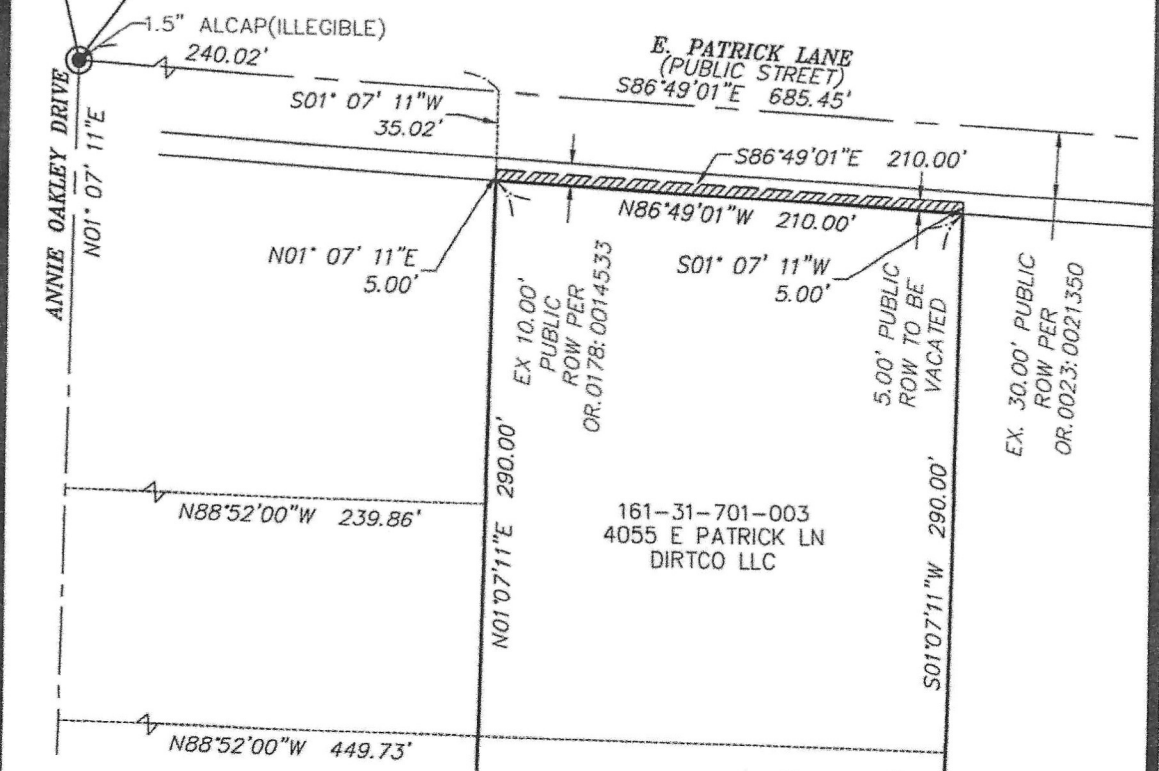 1.5" ALCAP(ILLEGIBLE)
240.02'
E. PATRICK LANE
(PUBLIC STREET)
S86°49'01"E 685.45'
S01° 07' 11"W
35.02'
S86°49'01"E 210.00'
N86°49'01"W 210.00'
ANNIE OAKLEY DRIVE
N01° 07' 11"E
N01° 07' 11"E
5.00'
S01° 07' 11"W
5.00'
EX 10.00'
PUBLIC
ROW PER
OR.0178:0014533
5.00' PUBLIC
ROW TO BE
VACATED
EX. 30.00' PUBLIC
ROW PER
OR.0023:0021350
N01°07'11"E 290.00'
S01°07'11"W 290.00'
N88°52'00"W 239.86'
161-31-701-003
4055 E PATRICK LN
DIRTCO LLC
N88°52'00"W 449.73'